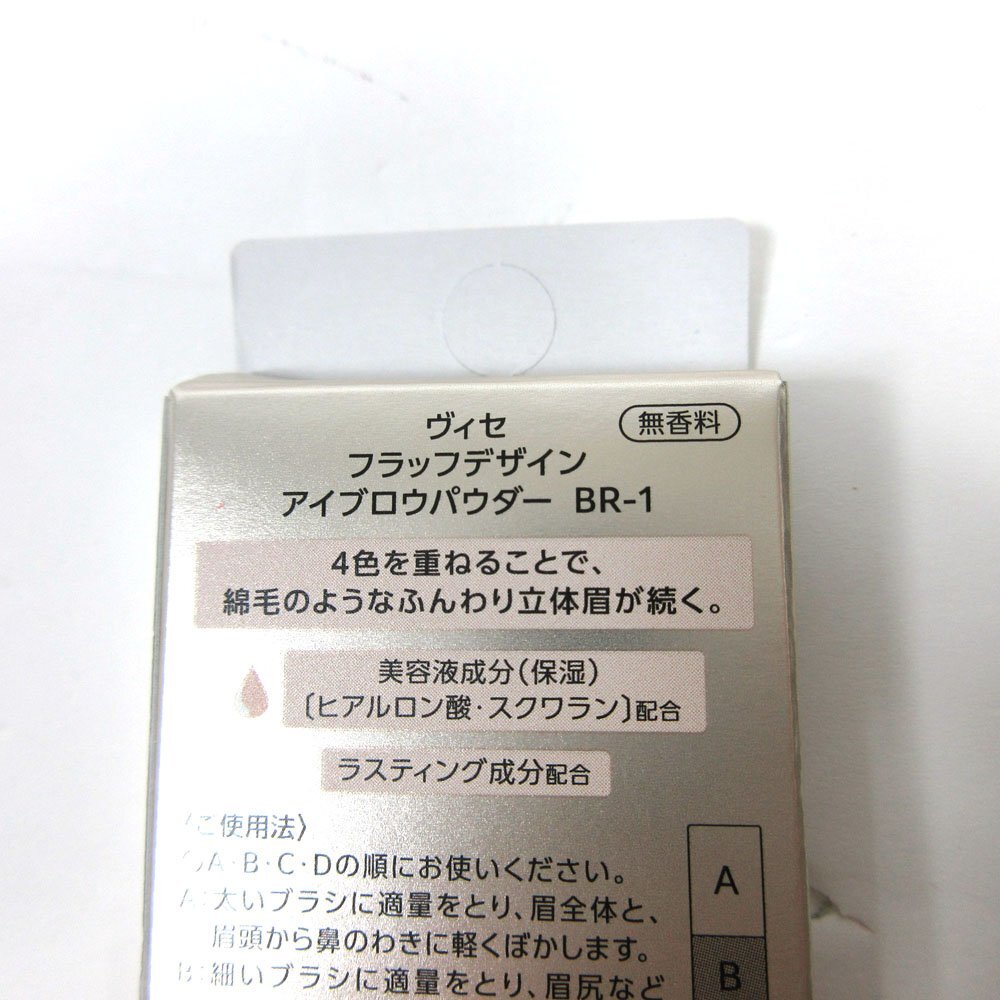 ヴィセ
無香料
フラッフデザイン
アイブロウパウダー BR-1
4色を重ねることで、
綿毛のようなふんわり立体眉が続く。
美容液成分(保湿)
〔ヒアルロン酸・スクワラン〕配合
ラスティング成分配合
〈ご使用法〉
○A・B・C・Dの順にお使いください。
A:太いブラシに適量をとり、眉全体と、
眉頭から鼻のわきに軽くぼかします。
B:細いブラシに適量をとり、眉尻など
A
B